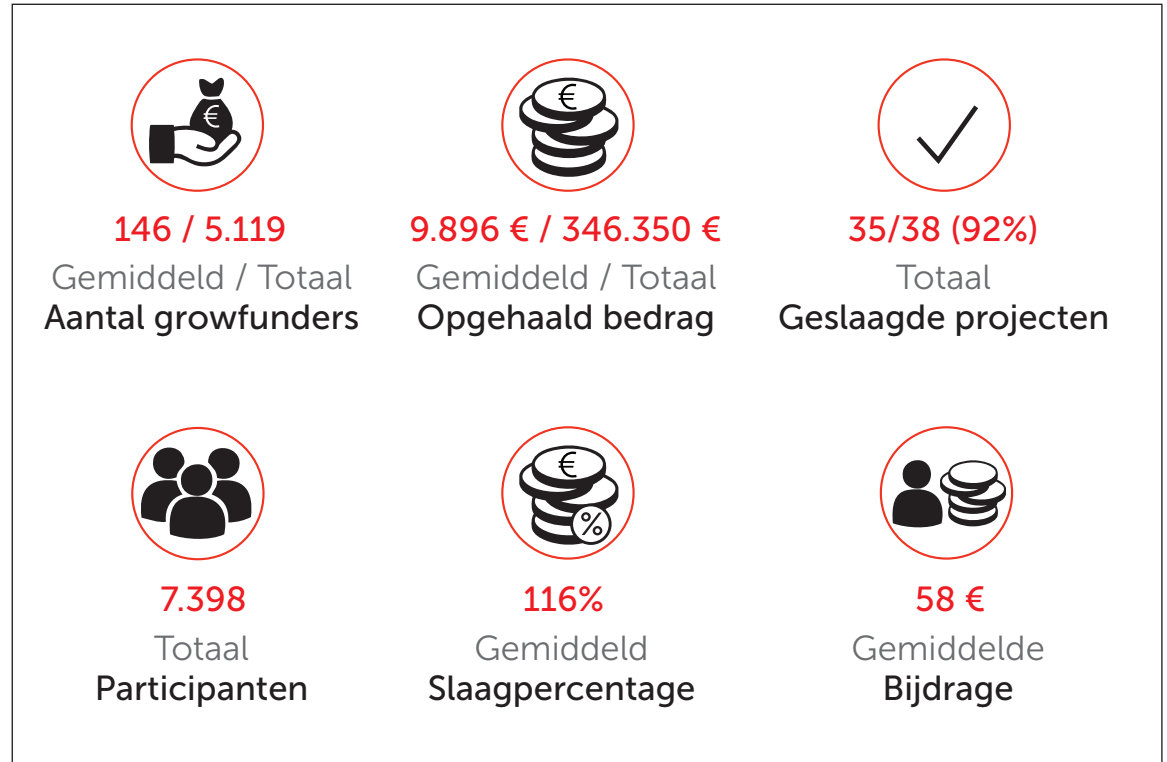 €
€
146 / 5.119
9.896 € / 346.350 €
35/38 (92%)
Gemiddeld / Totaal
Gemiddeld / Totaal
Totaal
Aantal growfunders
Opgehaald bedrag
Geslaagde projecten
€
%
7.398
116%
58 €
Totaal
Gemiddeld
Gemiddelde
Participanten
Slaagpercentage
Bijdrage